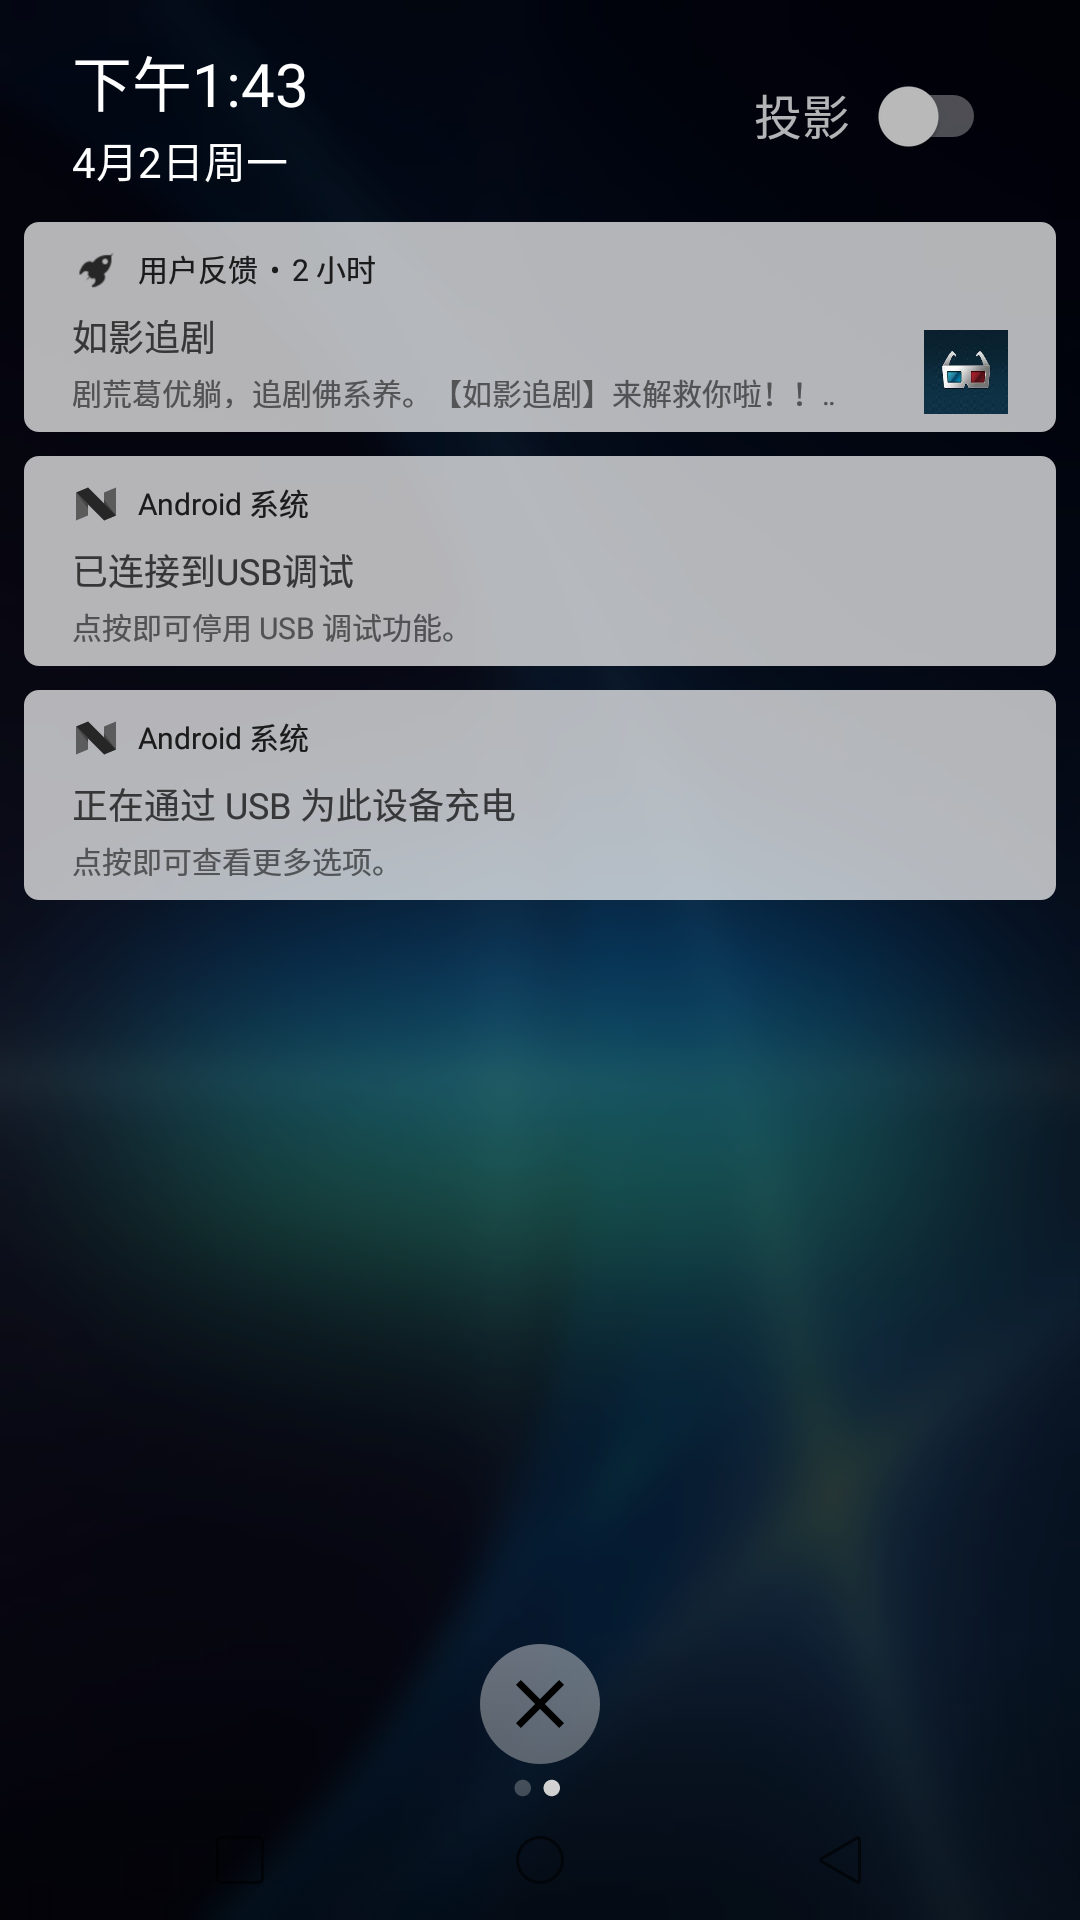 下午1:43
4月2日周一
投影
用户反馈 • 2 小时
如影追剧
剧荒葛优躺，追剧佛系养。【如影追剧】来解救你啦！！..
Android 系统
已连接到USB调试
点按即可停用 USB 调试功能。
Android 系统
正在通过 USB 为此设备充电
点按即可查看更多选项。